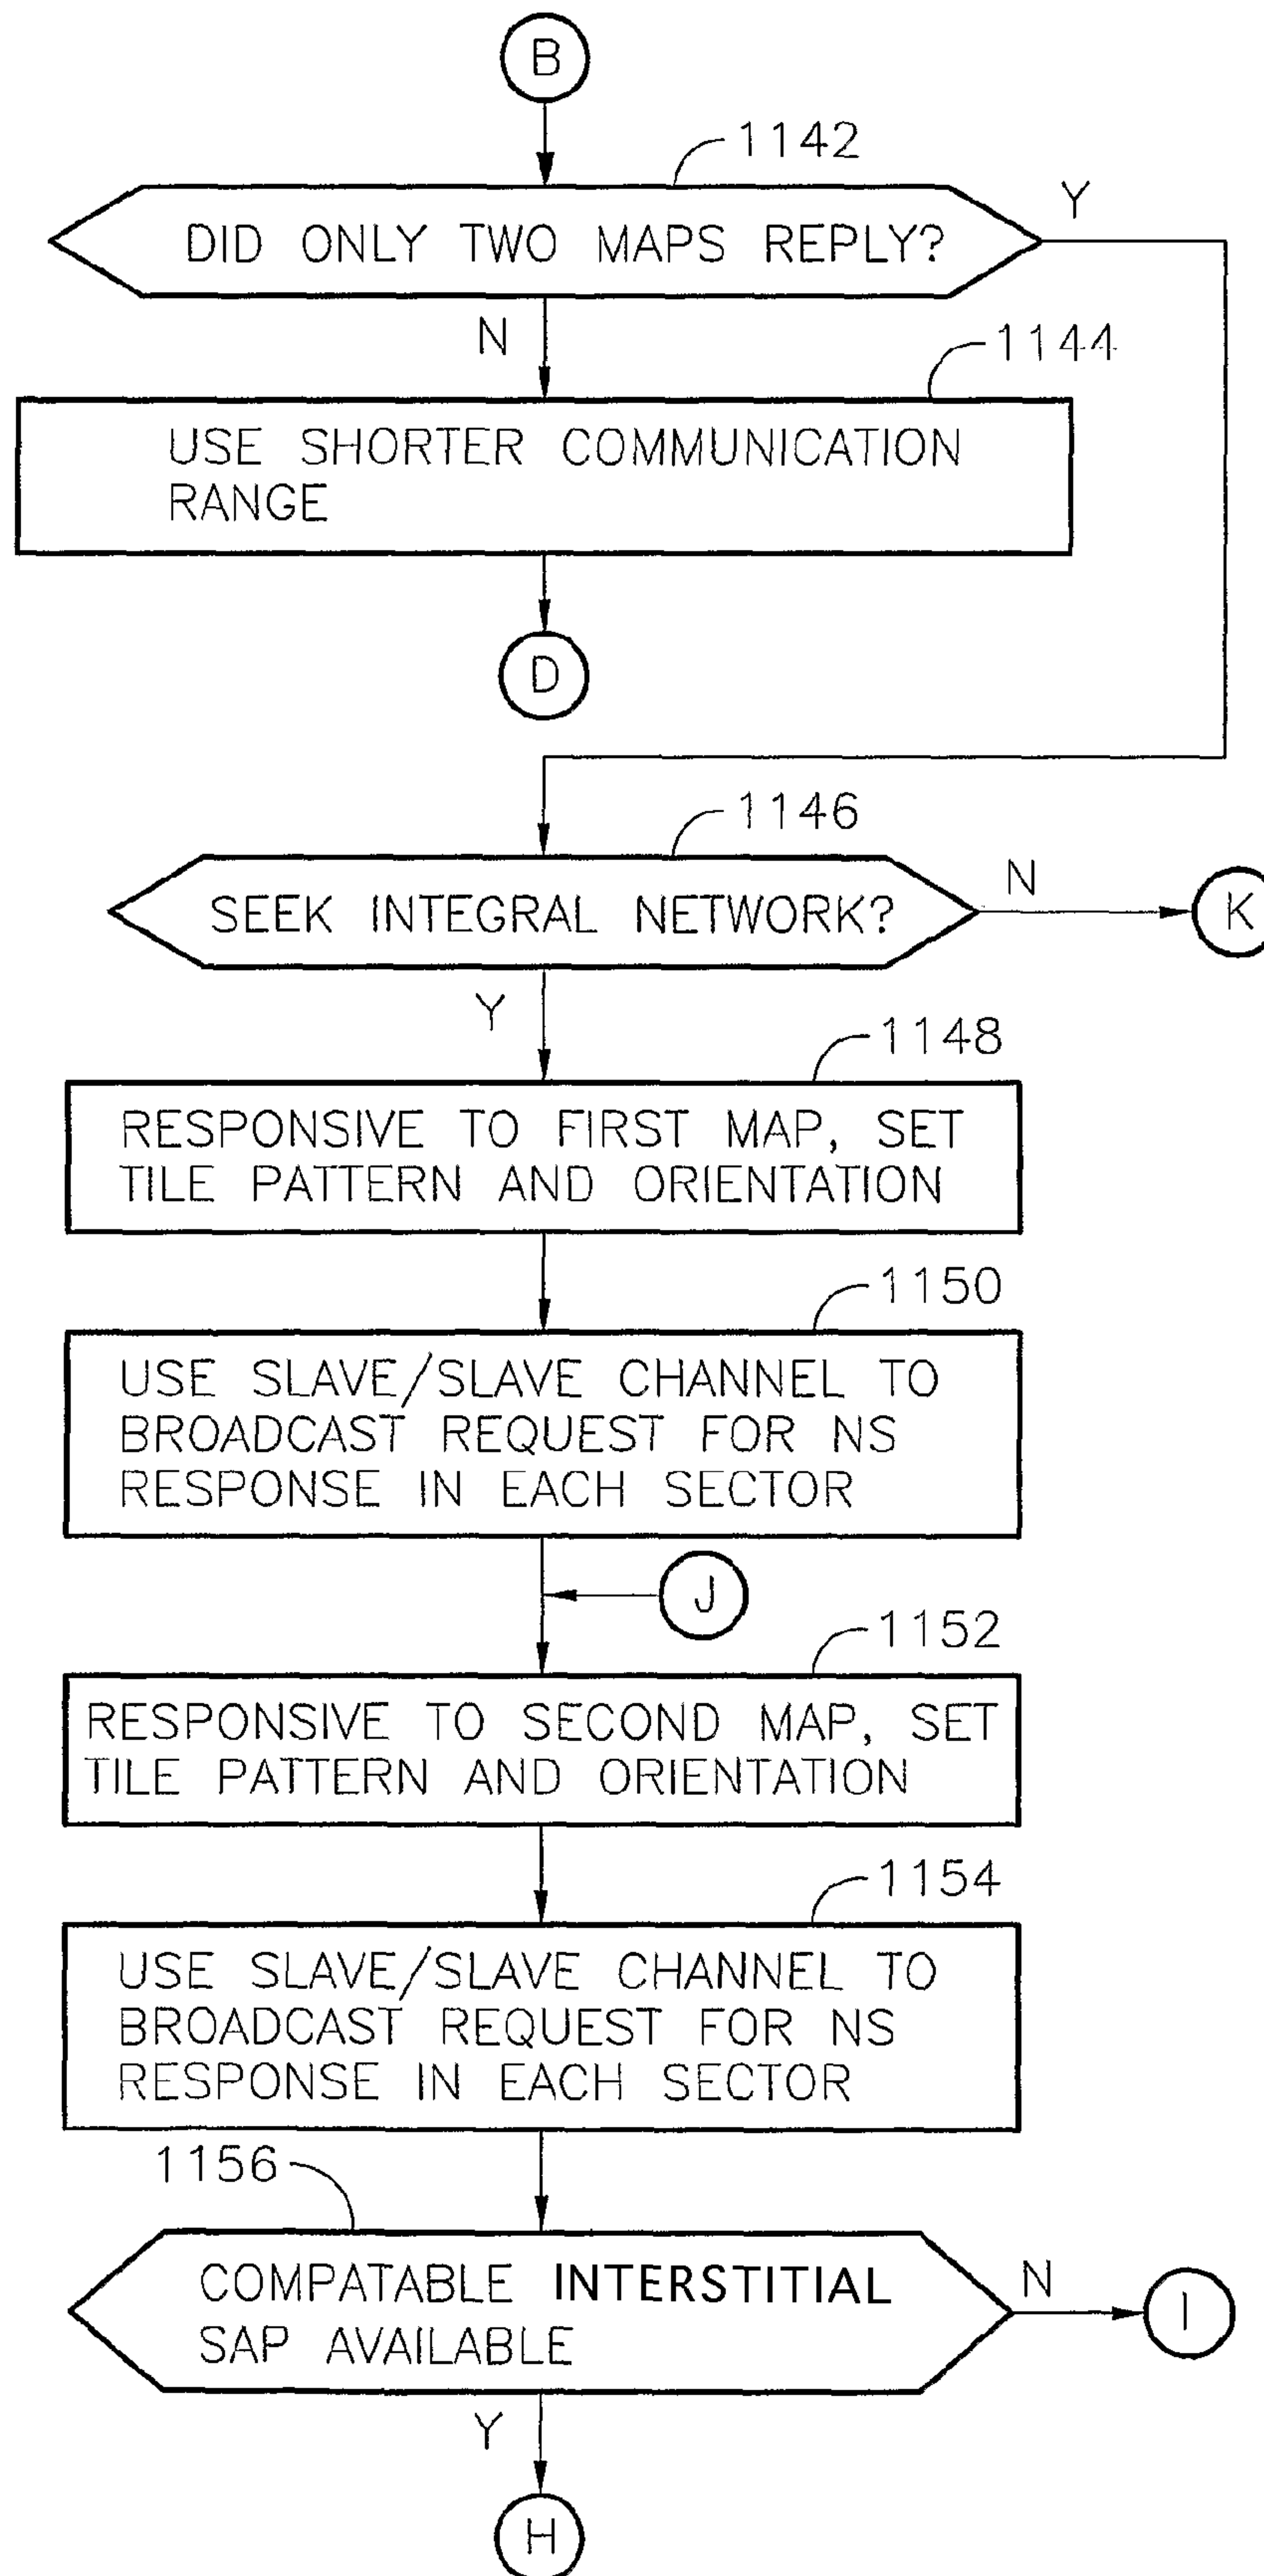 B
1142
DID ONLY TWO MAPS REPLY?
Y
N
1144
USE SHORTER COMMUNICATION
RANGE
D
1146
SEEK INTEGRAL NETWORK?
N
K
Y
1148
RESPONSIVE TO FIRST MAP, SET
TILE PATTERN AND ORIENTATION
1150
USE SLAVE/SLAVE CHANNEL TO
BROADCAST REQUEST FOR NS
RESPONSE IN EACH SECTOR
J
1152
RESPONSIVE TO SECOND MAP, SET
TILE PATTERN AND ORIENTATION
1154
USE SLAVE/SLAVE CHANNEL TO
BROADCAST REQUEST FOR NS
RESPONSE IN EACH SECTOR
1156
COMPATABLE INTERSTITIAL
SAP AVAILABLE
N
I
Y
H